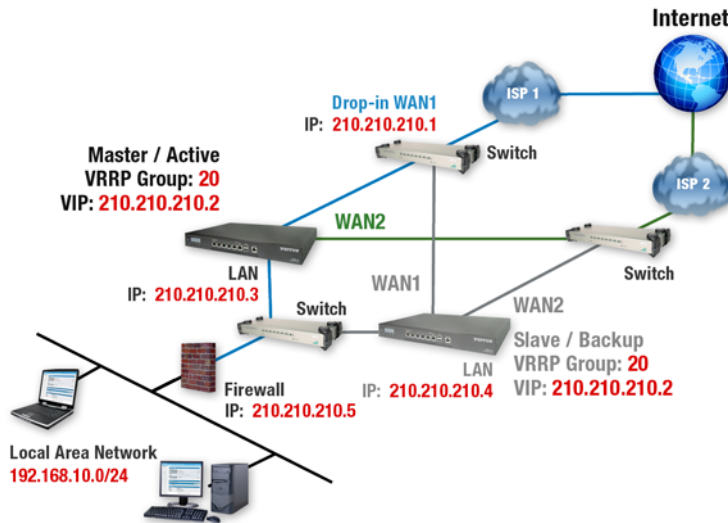 Internet
ISP 1
Drop-in WAN1
IP: 210.210.210.1
Switch
Master / Active
VRRP Group: 20
VIP: 210.210.210.2
ISP 2
WAN2
Switch
LAN
IP: 210.210.210.3
WAN1
WAN2
Switch
Slave / Backup
VRRP Group: 20
VIP: 210.210.210.2
LAN
IP: 210.210.210.4
Firewall
IP: 210.210.210.5
Local Area Network
192.168.10.0/24